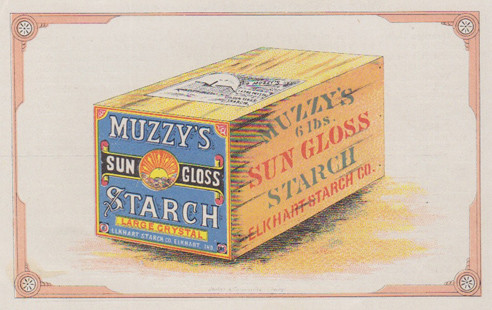 MUZZY'S
SUN GLOSS
STARCH
LARGE CRYSTAL
ELKHART STARCH CO. ELKHART IND.
MUZZY'S
6 lbs.
SUN GLOSS
STARCH
ELKHART STARCH CO.